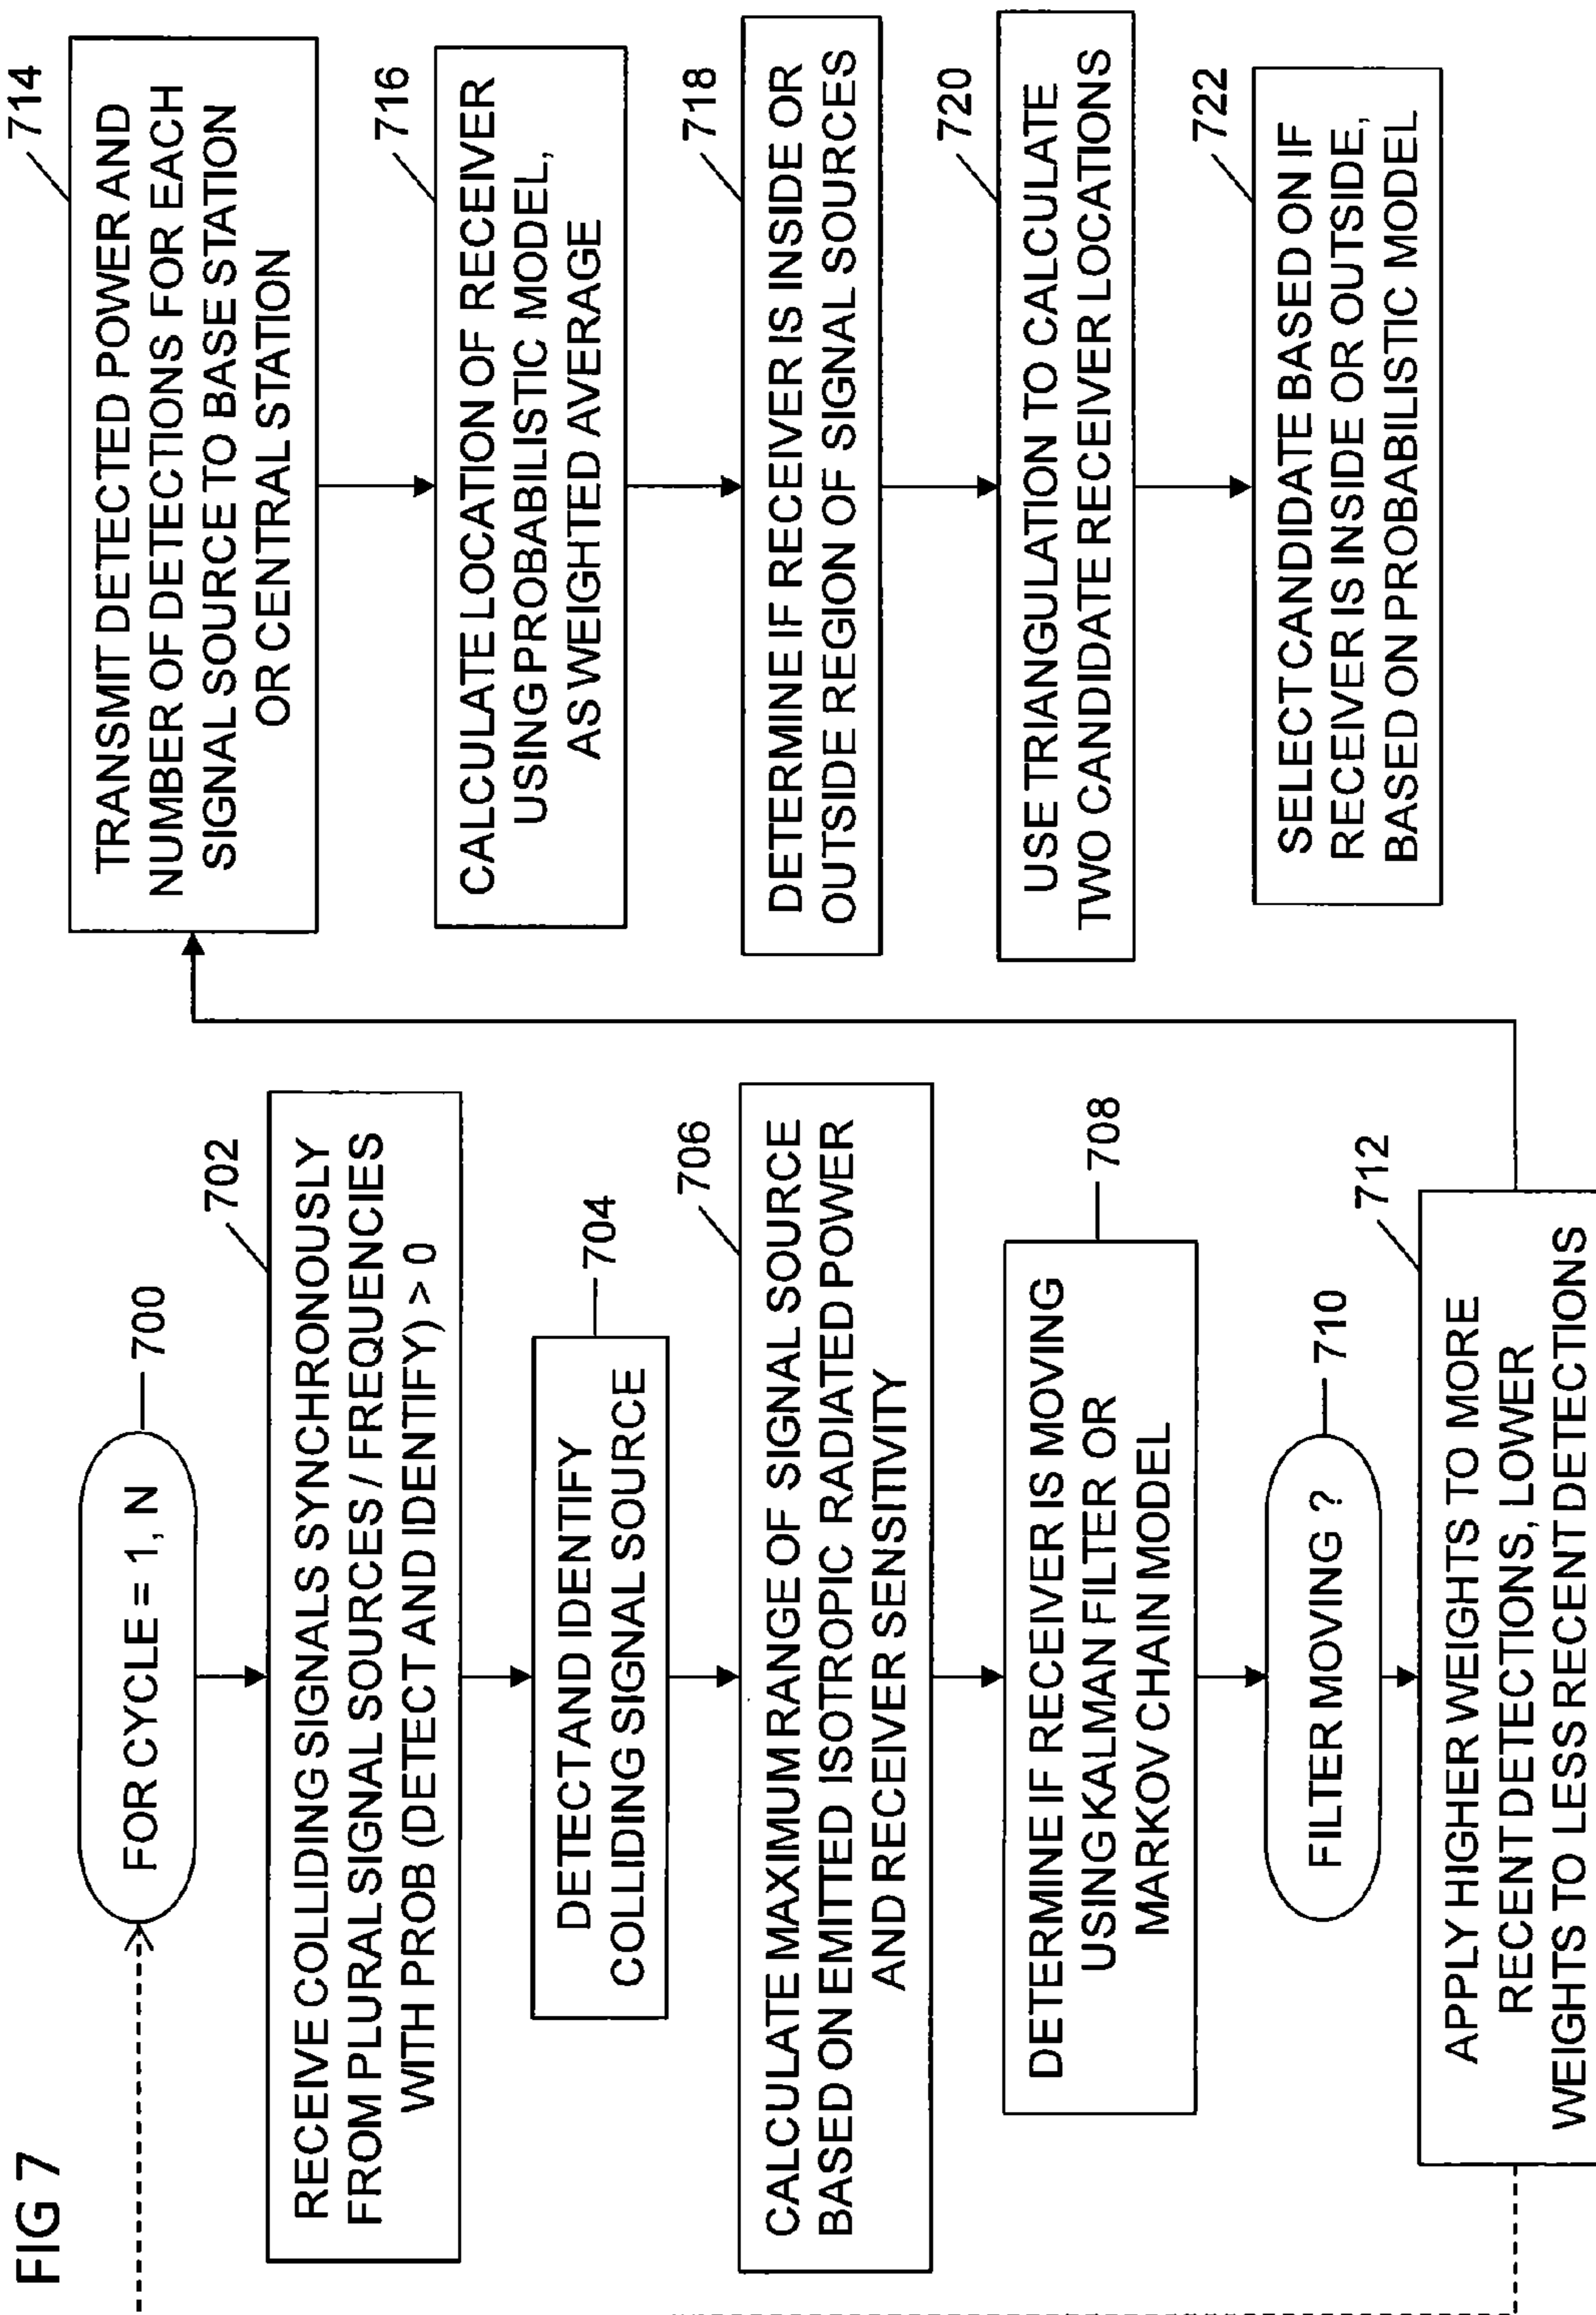 FIG 7
FOR CYCLE = 1, N
700
702
RECEIVE COLLIDING SIGNALS SYNCHRONOUSLY
FROM PLURAL SIGNAL SOURCES / FREQUENCIES
WITH PROB (DETECT AND IDENTIFY) > 0
704
DETECT AND IDENTIFY
COLLIDING SIGNAL SOURCE
706
CALCULATE MAXIMUM RANGE OF SIGNAL SOURCE
BASED ON EMITTED ISOTROPIC RADIATED POWER
AND RECEIVER SENSITIVITY
708
DETERMINE IF RECEIVER IS MOVING
USING KALMAN FILTER OR
MARKOV CHAIN MODEL
FILTER MOVING ?
710
712
APPLY HIGHER WEIGHTS TO MORE
RECENT DETECTIONS, LOWER
WEIGHTS TO LESS RECENT DETECTIONS
714
TRANSMIT DETECTED POWER AND
NUMBER OF DETECTIONS FOR EACH
SIGNAL SOURCE TO BASE STATION
OR CENTRAL STATION
716
CALCULATE LOCATION OF RECEIVER
USING PROBABILISTIC MODEL,
AS WEIGHTED AVERAGE
718
DETERMINE IF RECEIVER IS INSIDE OR
OUTSIDE REGION OF SIGNAL SOURCES
720
USE TRIANGULATION TO CALCULATE
TWO CANDIDATE RECEIVER LOCATIONS
722
SELECT CANDIDATE BASED ON IF
RECEIVER IS INSIDE OR OUTSIDE,
BASED ON PROBABILISTIC MODEL